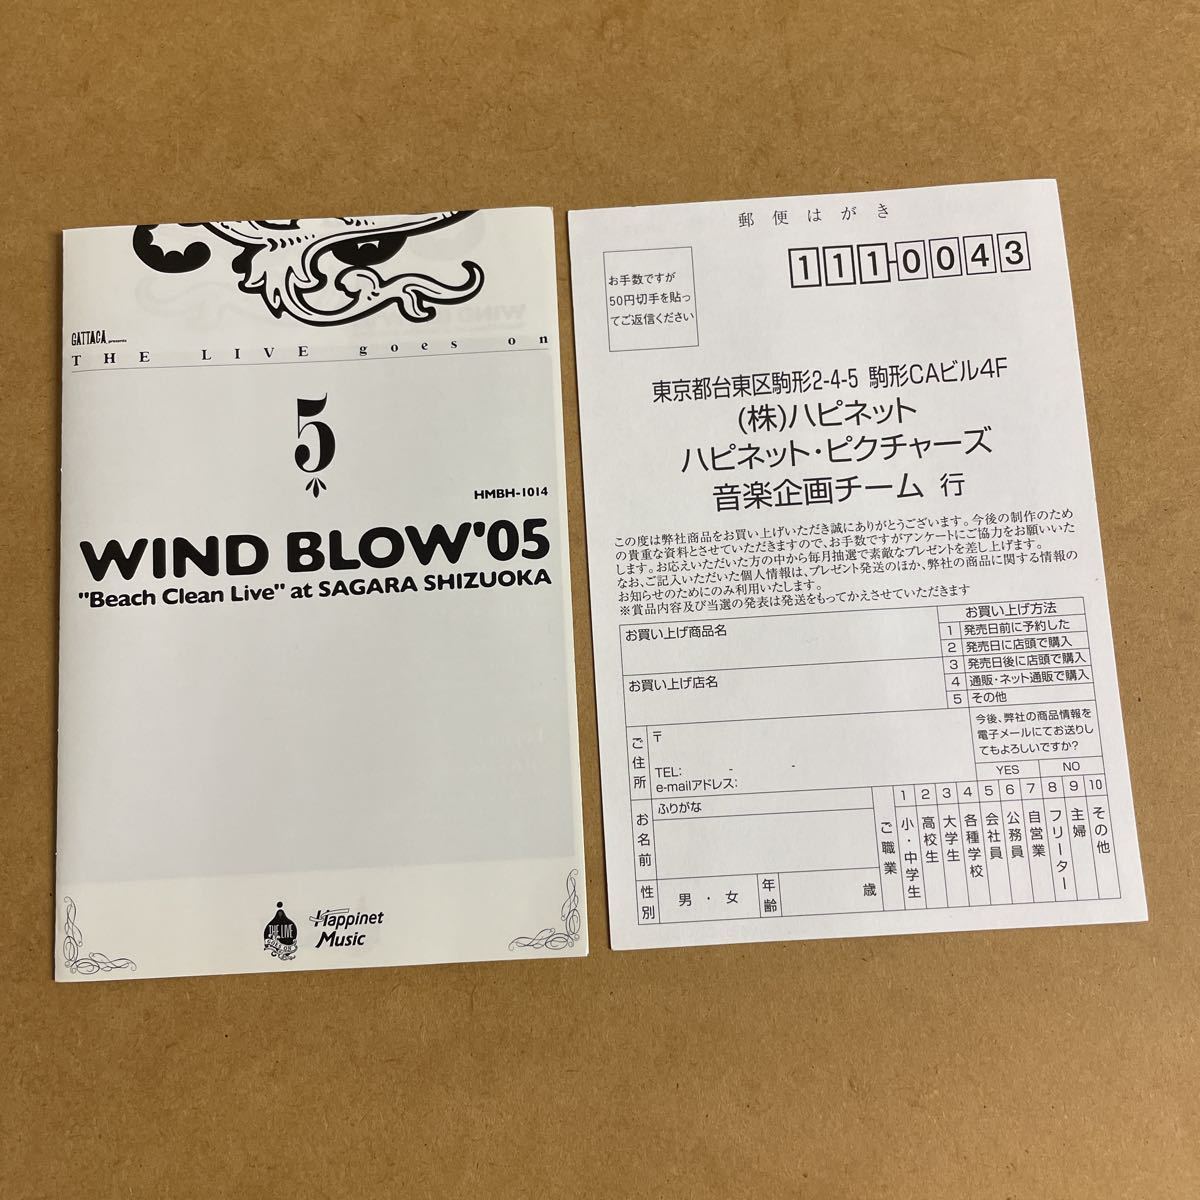 GATTACA presents
THE LIVE goes on
5
HMBH-1014
WIND BLOW'05
"Beach Clean Live" at SAGARA SHIZUOKA
THE LIVE
GOES ON
Happinet
Music
郵便はがき
お手数ですが
50円切手を貼っ
てご返信ください
111-0043
東京都台東区駒形2-4-5 駒形CAビル4F
(株)ハピネット
ハピネット・ピクチャーズ
音楽企画チーム 行
この度は弊社商品をお買い上げいただき誠にありがとうございます。今後の制作のため
の貴重な資料とさせていただきますので、お手数ですがアンケートにご協力をお願いいた
します。お応えいただいた方の中から毎月抽選で素敵なプレゼントを差し上げます。
なお、ご記入いただいた個人情報は、プレゼント発送のほか、弊社の商品に関する情報の
お知らせのためにのみ利用いたします。
※賞品内容及び当選の発表は発送をもってかえさせていただきます
お買い上げ商品名
お買い上げ方法
1 発売日前に予約した
2 発売日に店頭で購入
3 発売日後に店頭で購入
4 通販・ネット通販で購入
5 その他
お買い上げ店名
今後、弊社の商品情報を
電子メールにてお送りし
てもよろしいですか?
YES NO
ご住所
〒
TEL: - -
e-mailアドレス:
お名前
ふりがな
性別
男・女
年齢
歳
ご職業
1 小・中学生
2 高校生
3 大学生
4 各種学校
5 会社員
6 公務員
7 自営業
8 フリーター
9 主婦
10 その他